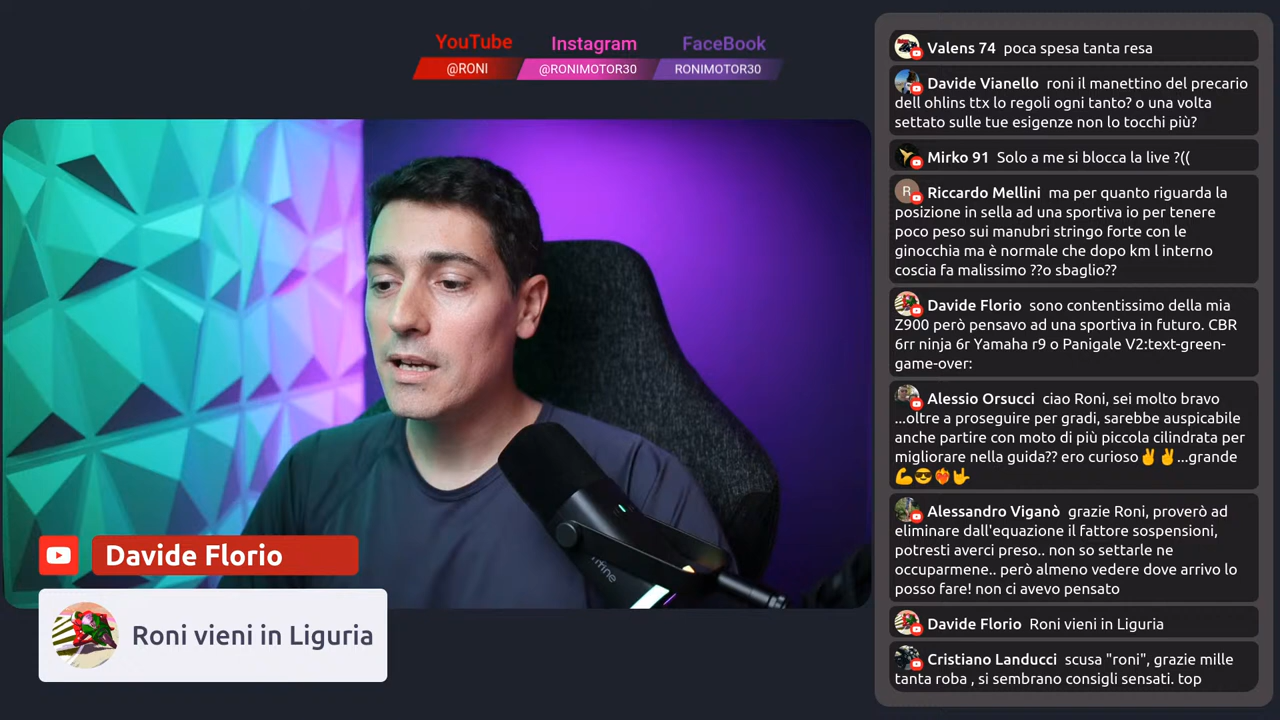 YouTube
@RONI
Instagram
@RONIMOTOR30
FaceBook
RONIMOTOR30
Davide Florio
Roni vieni in Liguria
Valens 74 poca spesa tanta resa
Davide Vianello roni il manettino del precario
dell ohlins ttx lo regoli ogni tanto? o una volta
settato sulle tue esigenze non lo tocchi più?
Mirko 91 Solo a me si blocca la live ?((
R
Riccardo Mellini ma per quanto riguarda la
posizione in sella ad una sportiva io per tenere
poco peso sui manubri stringo forte con le
ginocchia ma è normale che dopo km l interno
coscia fa malissimo ??o sbaglio??
Davide Florio sono contentissimo della mia
Z900 però pensavo ad una sportiva in futuro. CBR
6rr ninja 6r Yamaha r9 o Panigale V2:text-green-
game-over:
Alessio Orsucci ciao Roni, sei molto bravo
...oltre a proseguire per gradi, sarebbe auspicabile
anche partire con moto di più piccola cilindrata per
migliorare nella guida?? ero curioso✌✌...grande
💪😎❤️‍🔥🤟
Alessandro Viganò grazie Roni, proverò ad
eliminare dall'equazione il fattore sospensioni,
potresti averci preso.. non so settarle ne
occuparmene.. però almeno vedere dove arrivo lo
posso fare! non ci avevo pensato
Davide Florio Roni vieni in Liguria
Cristiano Landucci scusa "roni", grazie mille
tanta roba , si sembrano consigli sensati. top